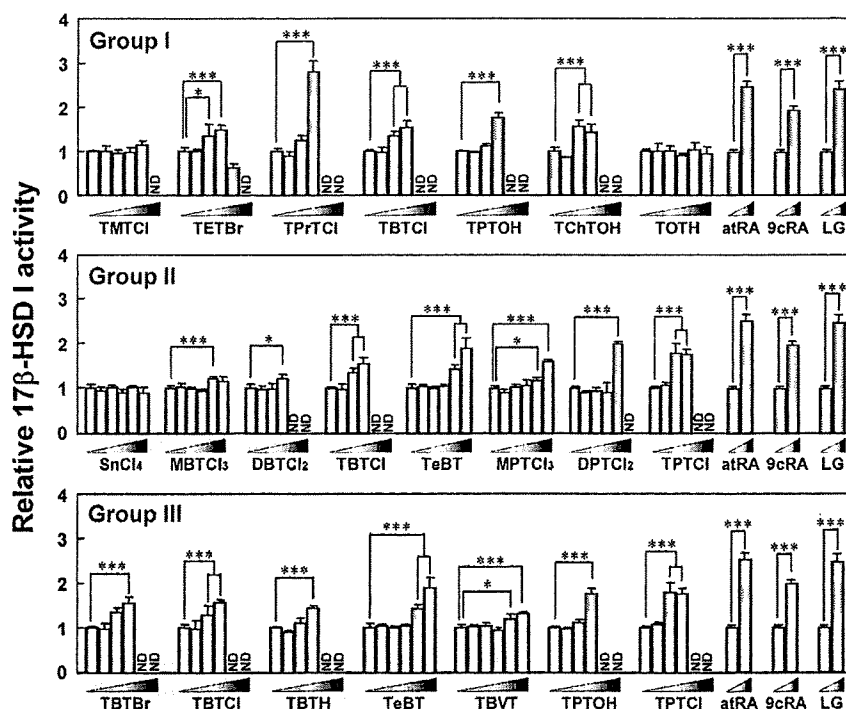 Relative 17β-HSD I activity
Group I
4
3
2
1
0
*** * *** *** *** *** *** *** ***
ND ND ND ND ND ND ND ND ND ND
TMTCl TETBr TPrTCl TBTCl TPTOH TChTOH TOTH atRA 9cRA LG
Group II
4
3
2
1
0
*** * *** *** *** * *** *** *** *** ***
ND ND ND ND ND ND ND
SnCl₄ MBTCl₃ DBTCl₂ TBTCl TeBT MPTCl₃ DPTCl₂ TPTCl atRA 9cRA LG
Group III
4
3
2
1
0
*** *** *** *** *** * *** *** *** *** ***
ND ND ND ND ND ND ND ND ND ND
TBTBr TBTCl TBTH TeBT TBVT TPTOH TPTCl atRA 9cRA LG